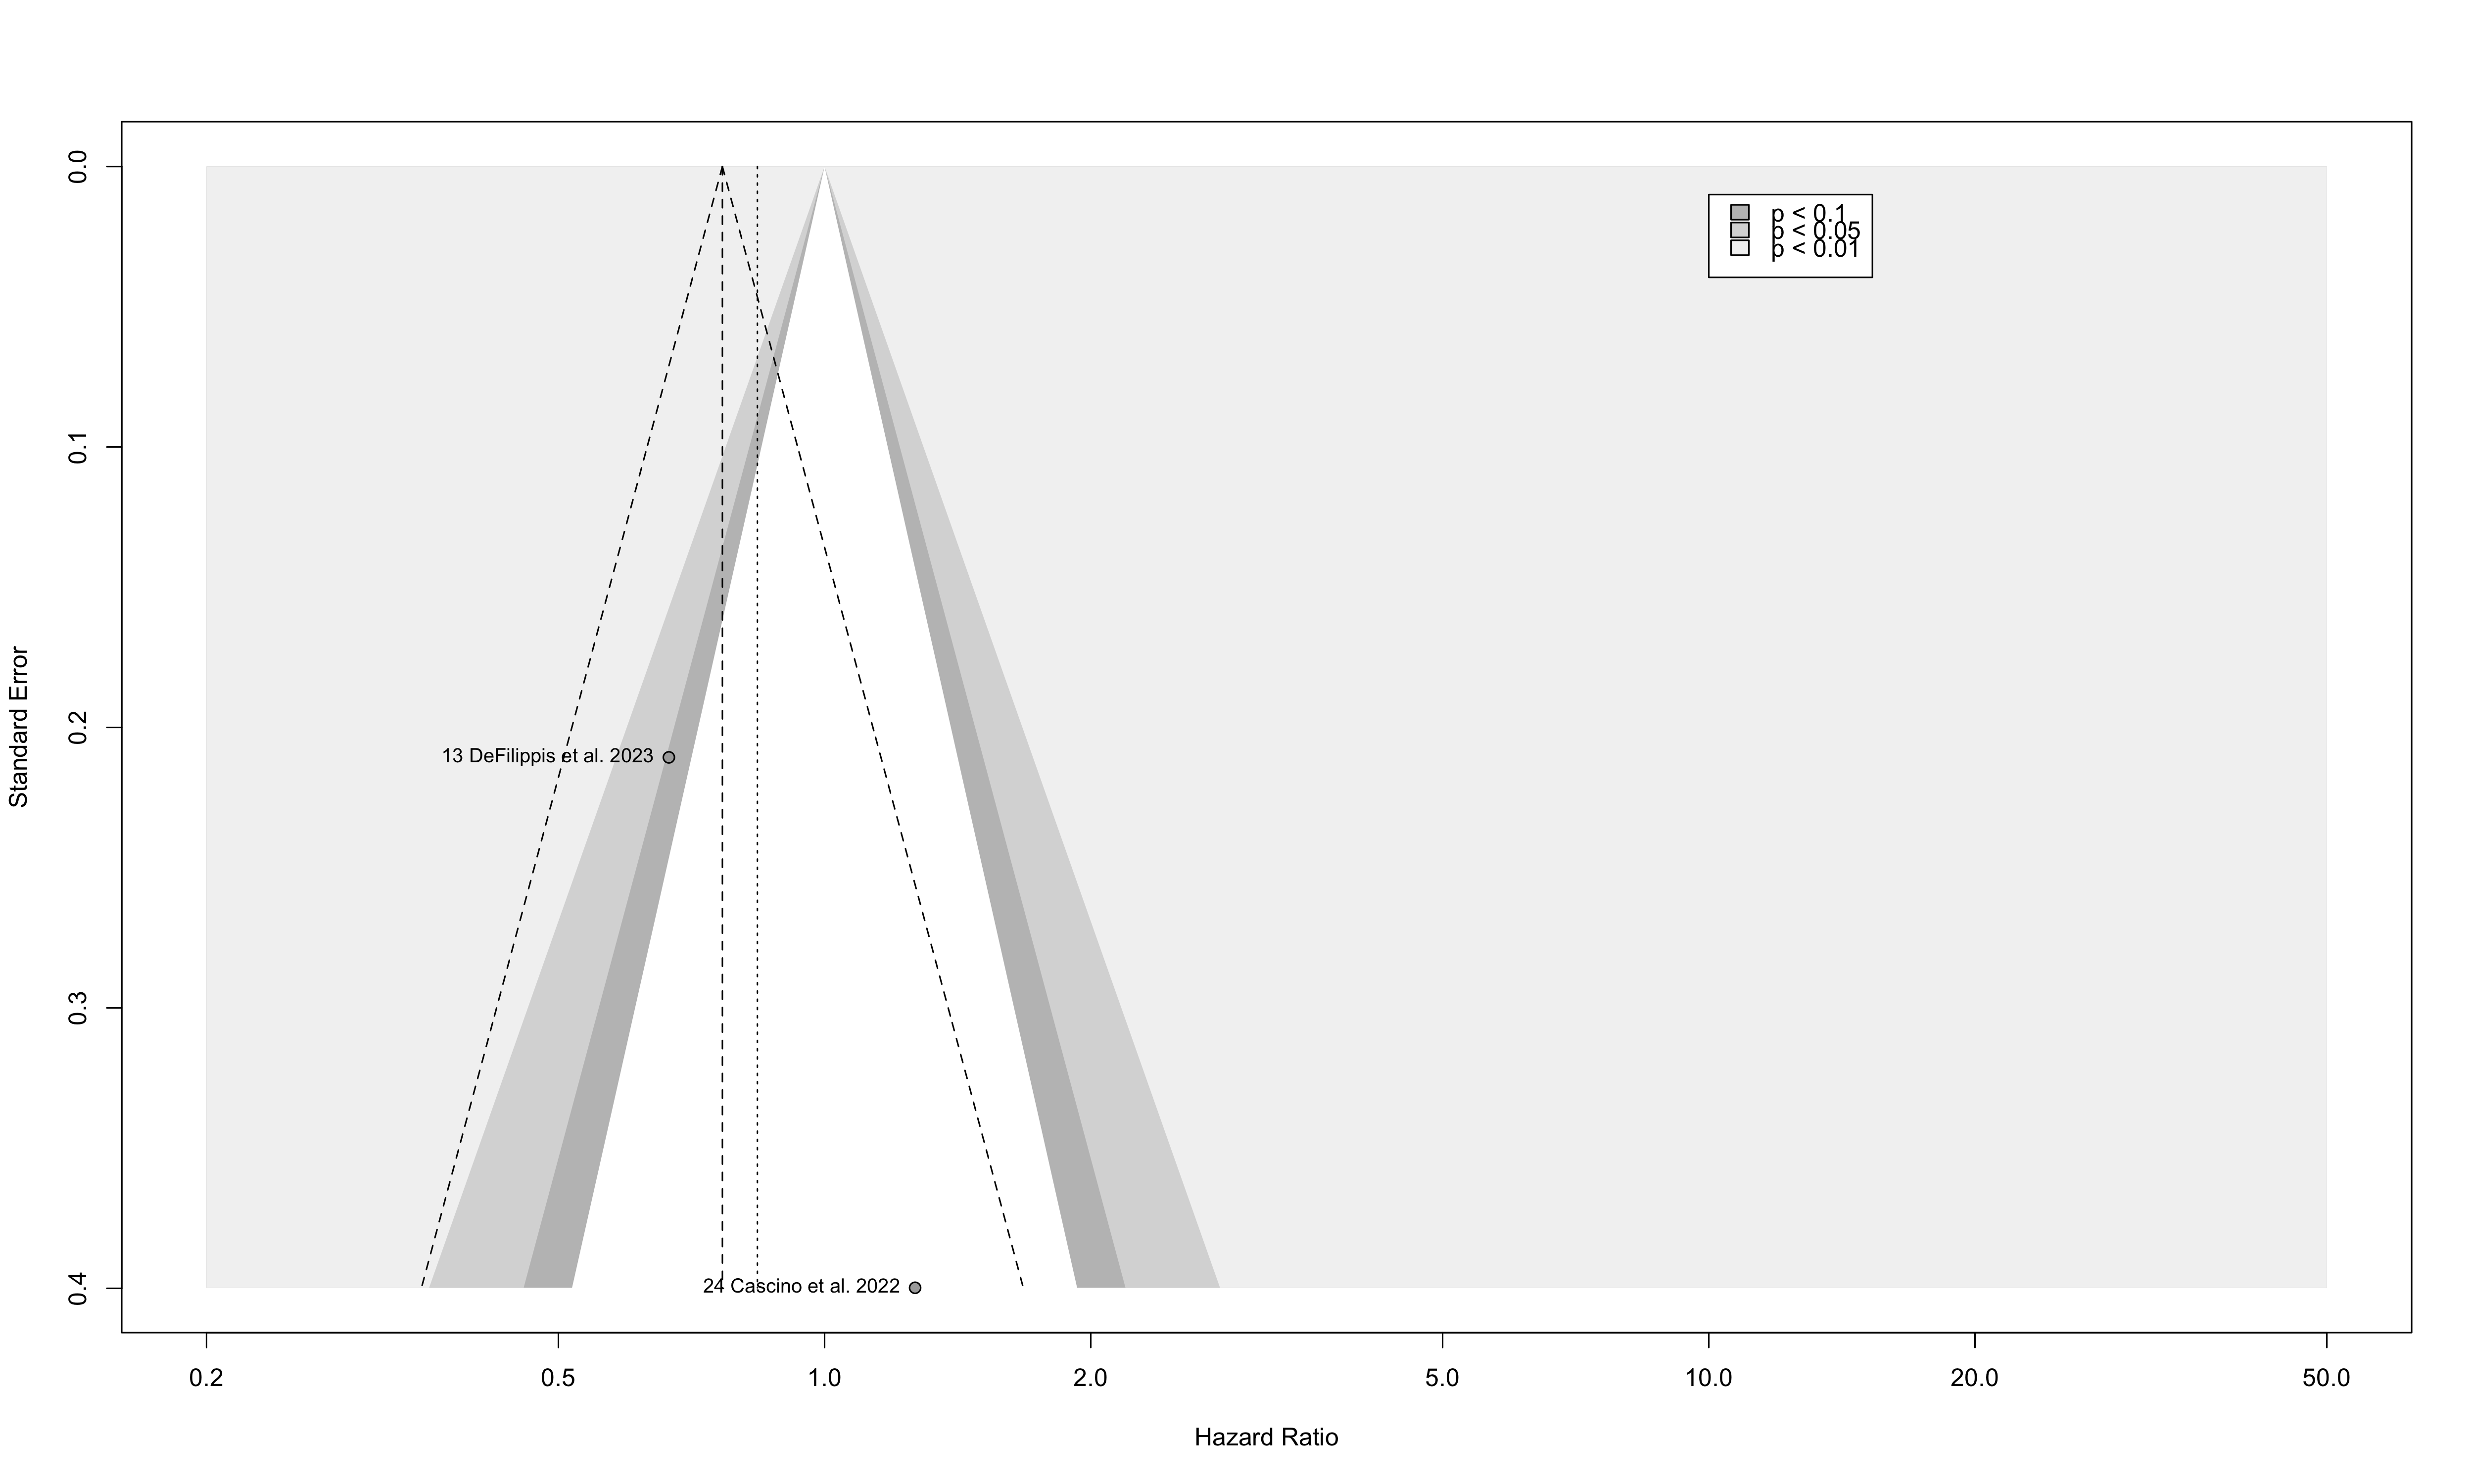 p < 0.1
p < 0.05
p < 0.01
0.0
0.1
0.2
0.3
0.4
Standard Error
13 DeFilippis et al. 2023
24 Cascino et al. 2022
0.2 0.5 1.0 2.0 5.0 10.0 20.0 50.0
Hazard Ratio